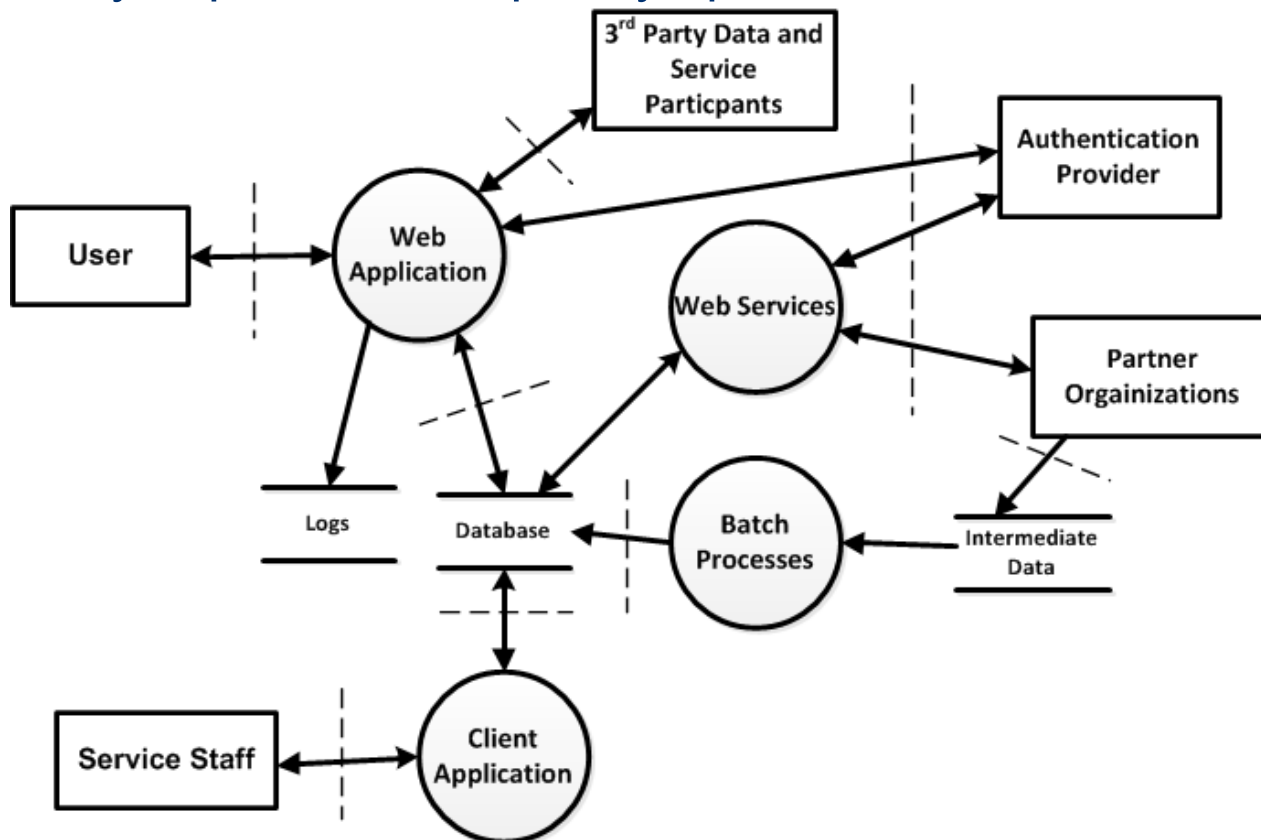 3rd Party Data and
Service
Particpants
Authentication
Provider
User
Web
Application
Web Services
Partner
Orgainizations
Logs
Database
Batch
Processes
Intermediate
Data
Service Staff
Client
Application